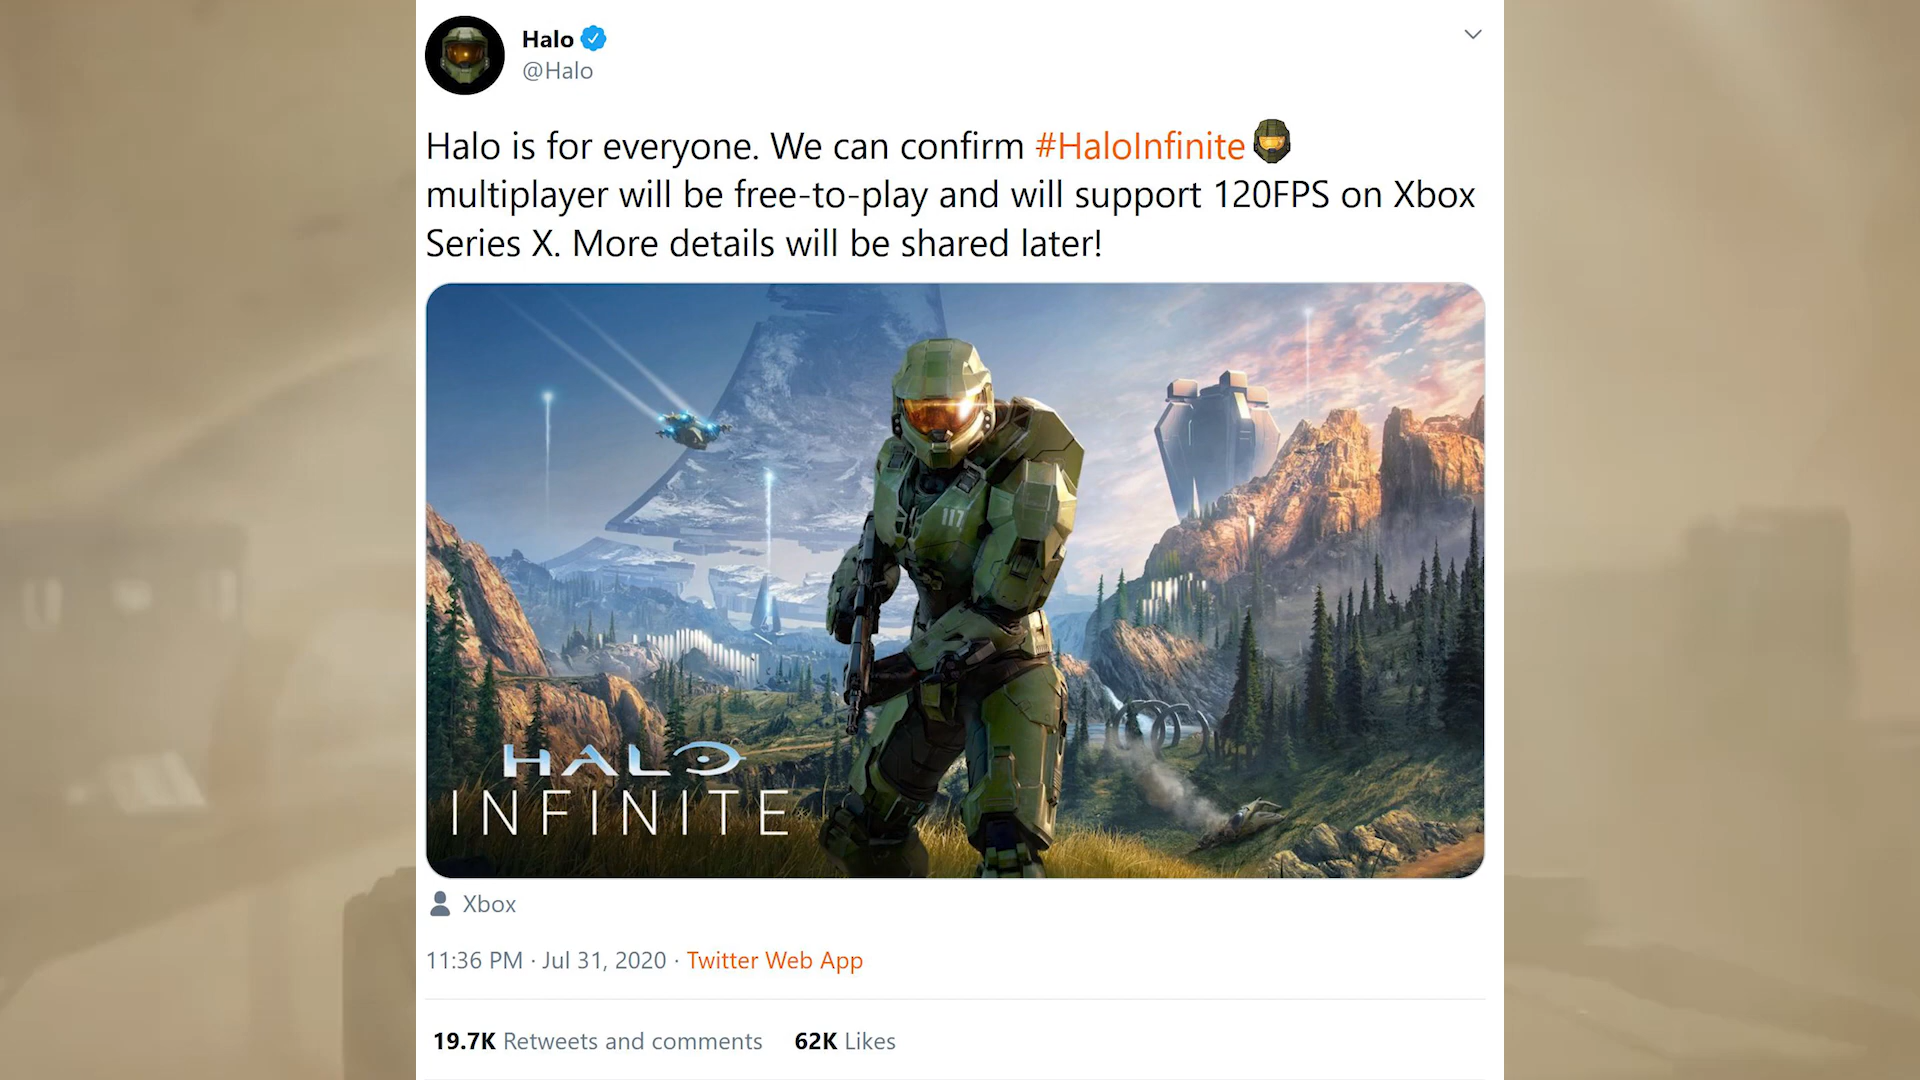 Halo
@Halo
Halo is for everyone. We can confirm #HaloInfinite
multiplayer will be free-to-play and will support 120FPS on Xbox
Series X. More details will be shared later!
117
HALO
INFINITE
Xbox
11:36 PM · Jul 31, 2020 · Twitter Web App
19.7K Retweets and comments 62K Likes